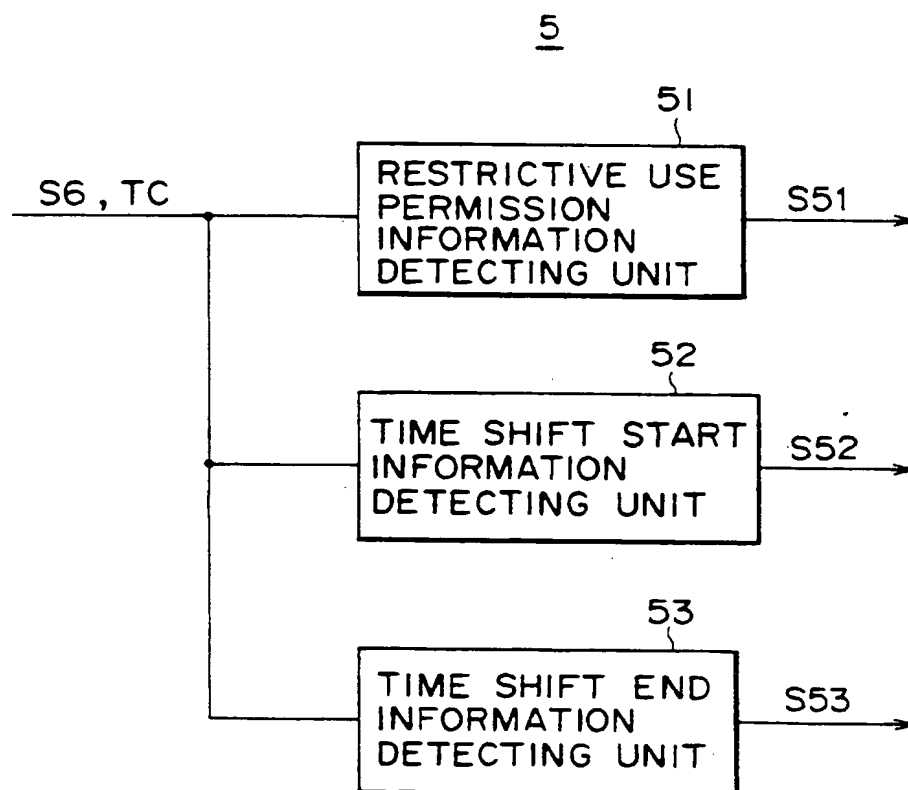 5
51
S6, TC
RESTRICTIVE USE
PERMISSION
INFORMATION
DETECTING UNIT
S51
52
TIME SHIFT START
INFORMATION
DETECTING UNIT
S52
53
TIME SHIFT END
INFORMATION
DETECTING UNIT
S53